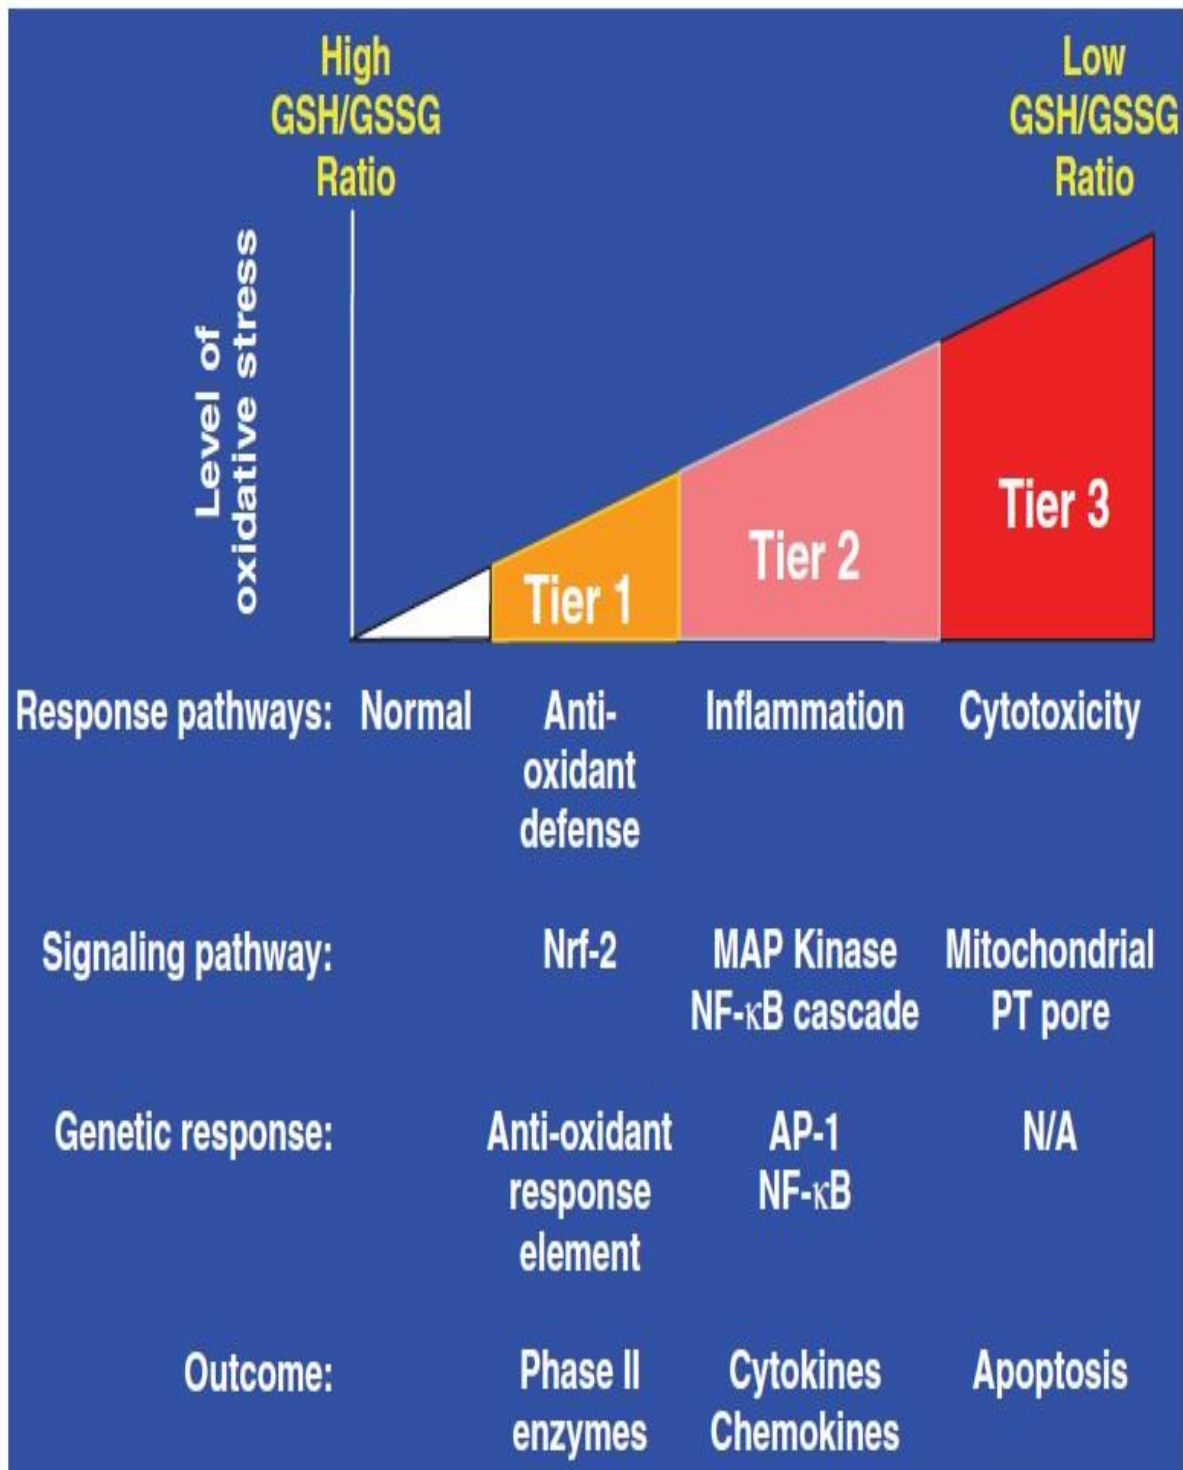 High
GSH/GSSG
Ratio
Low
GSH/GSSG
Ratio
Level of
oxidative stress
Tier 1
Tier 2
Tier 3
Response pathways:
Normal
Anti-
oxidant
defense
Inflammation
Cytotoxicity
Signaling pathway:
Nrf-2
MAP Kinase
NF-κB cascade
Mitochondrial
PT pore
Genetic response:
Anti-oxidant
response
element
AP-1
NF-κB
N/A
Outcome:
Phase II
enzymes
Cytokines
Chemokines
Apoptosis